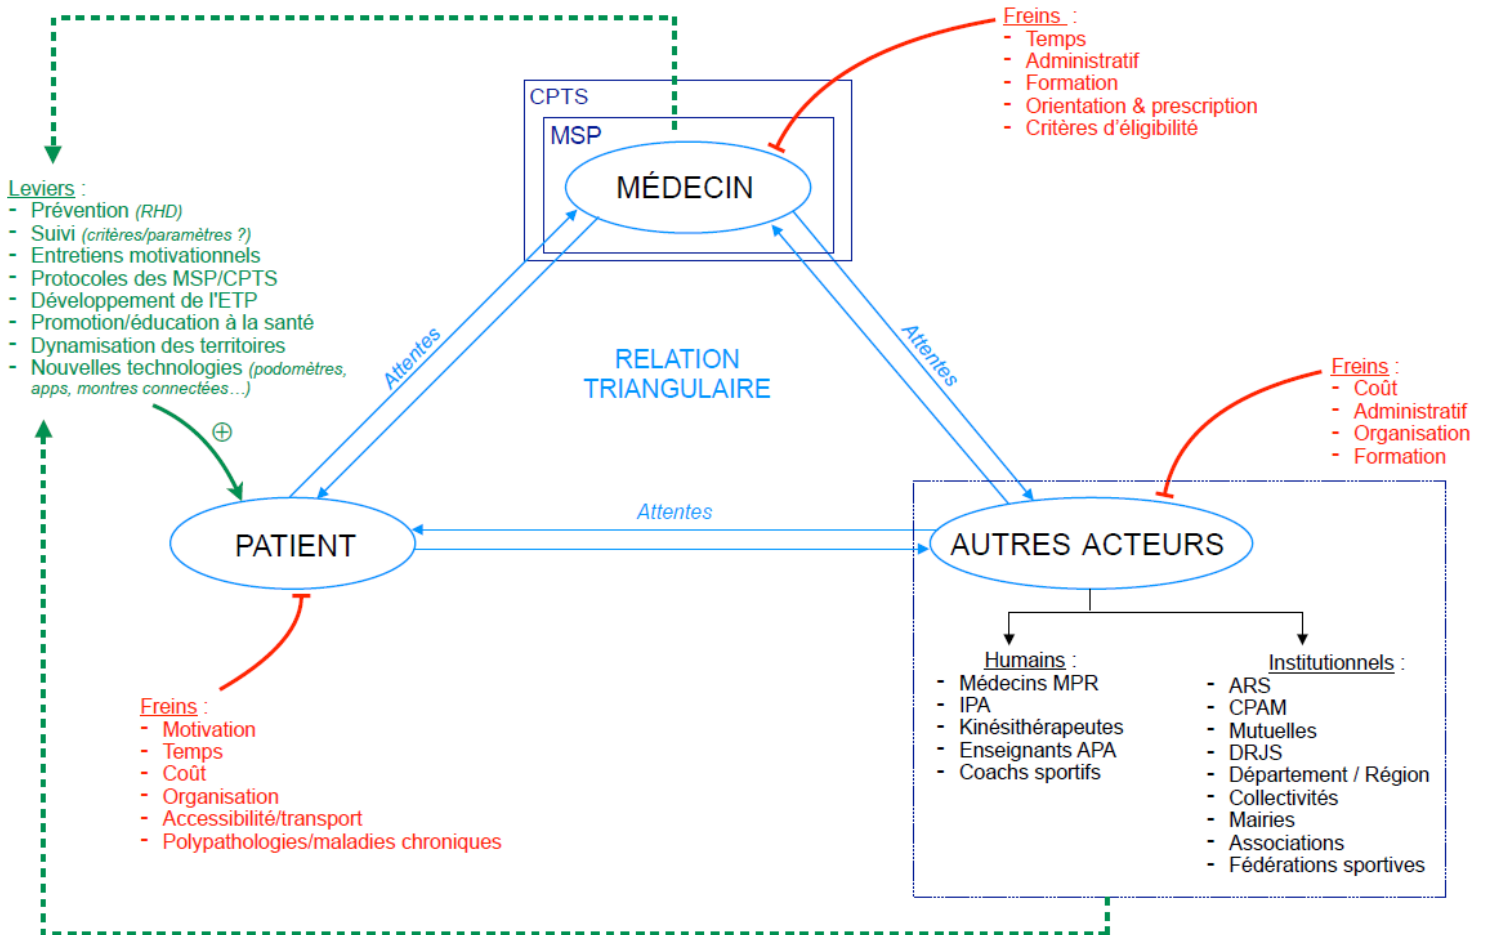 Freins :
- Temps
- Administratif
- Formation
- Orientation & prescription
- Critères d'éligibilité
CPTS
MSP
MÉDECIN
Leviers :
- Prévention (RHD)
- Suivi (critères/paramètres ?)
- Entretiens motivationnels
- Protocoles des MSP/CPTS
- Développement de l'ETP
- Promotion/éducation à la santé
- Dynamisation des territoires
- Nouvelles technologies (podomètres,
apps, montres connectées…)
⊕
Attentes
RELATION
TRIANGULAIRE
Attentes
Freins :
- Coût
- Administratif
- Organisation
- Formation
Attentes
PATIENT
AUTRES ACTEURS
Humains :
- Médecins MPR
- IPA
- Kinésithérapeutes
- Enseignants APA
- Coachs sportifs
Institutionnels :
- ARS
- CPAM
- Mutuelles
- DRJS
- Département / Région
- Collectivités
- Mairies
- Associations
- Fédérations sportives
Freins :
- Motivation
- Temps
- Coût
- Organisation
- Accessibilité/transport
- Polypathologies/maladies chroniques